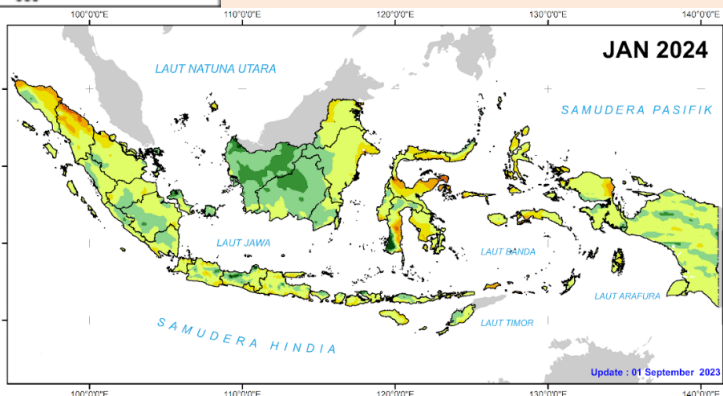 100°0'0"E 110°0'0"E 120°0'0"E 130°0'0"E 140°0'0"E
JAN 2024
LAUT NATUNA UTARA
SAMUDERA PASIFIK
LAUT JAWA
LAUT BANDA
LAUT ARAFURA
SAMUDERA HINDIA
LAUT TIMOR
Update : 01 September 2023
100°0'0"E 110°0'0"E 120°0'0"E 130°0'0"E 140°0'0"E